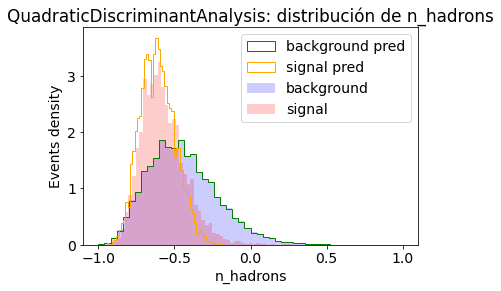 QuadraticDiscriminantAnalysis: distribución de n_hadrons
background pred
signal pred
background
signal
Events density
3
2
1
0
−1.0 −0.5 0.0 0.5 1.0
n_hadrons